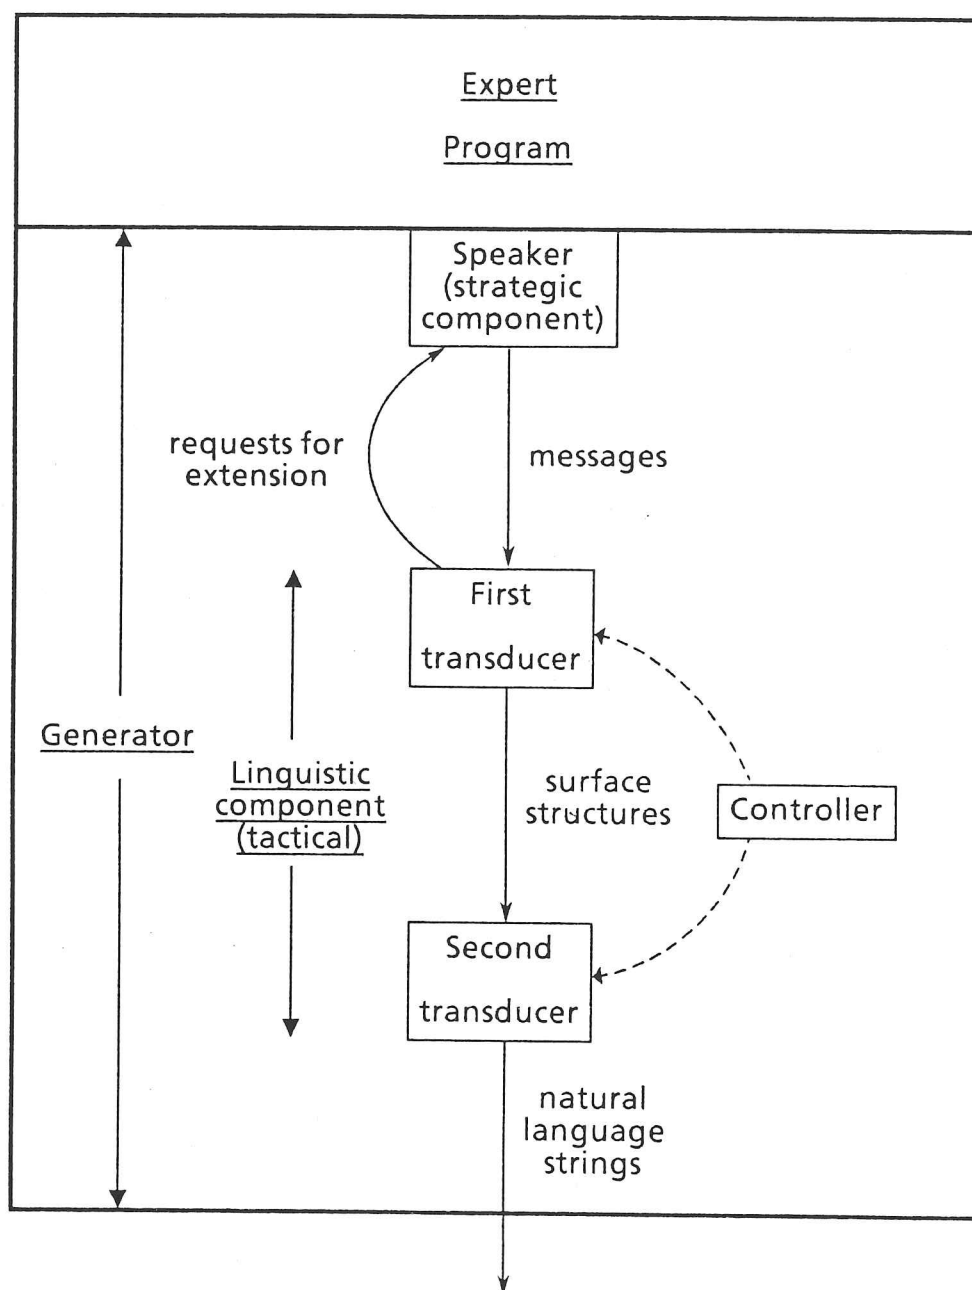 Expert
Program
Speaker
(strategic
component)
requests for
extension
messages
First
transducer
Generator
Linguistic
component
(tactical)
surface
structures
Controller
Second
transducer
natural
language
strings